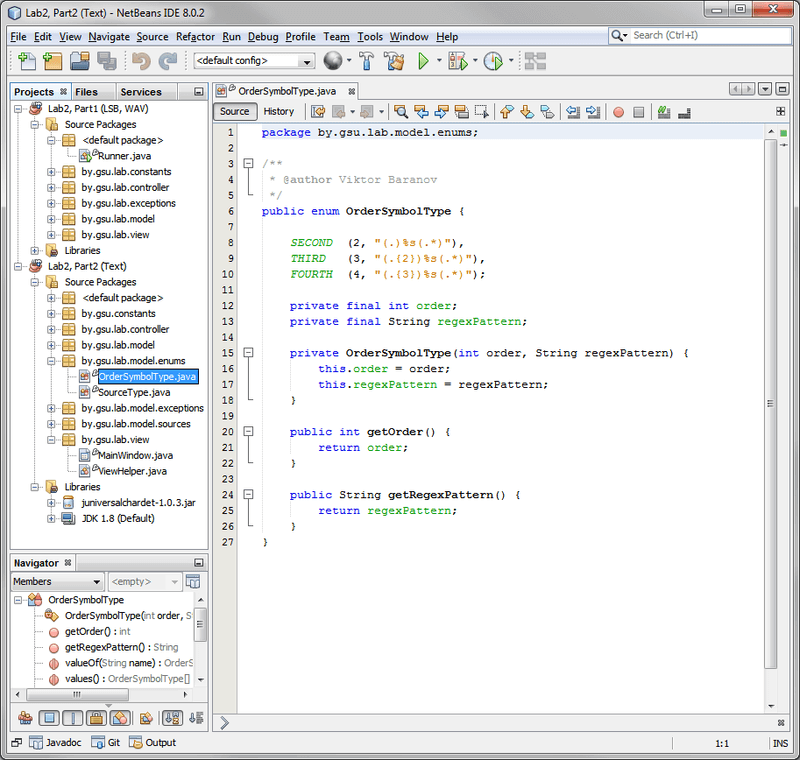 Lab2, Part2 (Text) - NetBeans IDE 8.0.2
File Edit View Navigate Source Refactor Run Debug Profile Team Tools Window Help
Search (Ctrl+I)
<default config>
Projects Files Services
OrderSymbolType.java
Source History
Lab2, Part1 (LSB, WAV)
Source Packages
<default package>
Runner.java
by.gsu.lab.constants
by.gsu.lab.controller
by.gsu.lab.exceptions
by.gsu.lab.model
by.gsu.lab.view
Libraries
Lab2, Part2 (Text)
Source Packages
<default package>
by.gsu.constants
by.gsu.lab.controller
by.gsu.lab.model
by.gsu.lab.model.enums
OrderSymbolType.java
SourceType.java
by.gsu.lab.model.exceptions
by.gsu.lab.model.sources
by.gsu.lab.view
MainWindow.java
ViewHelper.java
Libraries
juniversalchardet-1.0.3.jar
JDK 1.8 (Default)
Navigator
Members <empty>
OrderSymbolType
OrderSymbolType(int order, S
getOrder() : int
getRegexPattern() : String
valueOf(String name) : OrderS
values() : OrderSymbolType[]
1 package by.gsu.lab.model.enums;
2
3 /**
4 * @author Viktor Baranov
5 */
6 public enum OrderSymbolType {
7
8 SECOND (2, "(.)%s(.*)"),
9 THIRD (3, "(.{2})%s(.*)"),
10 FOURTH (4, "(.{3})%s(.*)");
11
12 private final int order;
13 private final String regexPattern;
14
15 private OrderSymbolType(int order, String regexPattern) {
16 this.order = order;
17 this.regexPattern = regexPattern;
18 }
19
20 public int getOrder() {
21 return order;
22 }
23
24 public String getRegexPattern() {
25 return regexPattern;
26 }
27 }
Javadoc Git Output
1:1 INS